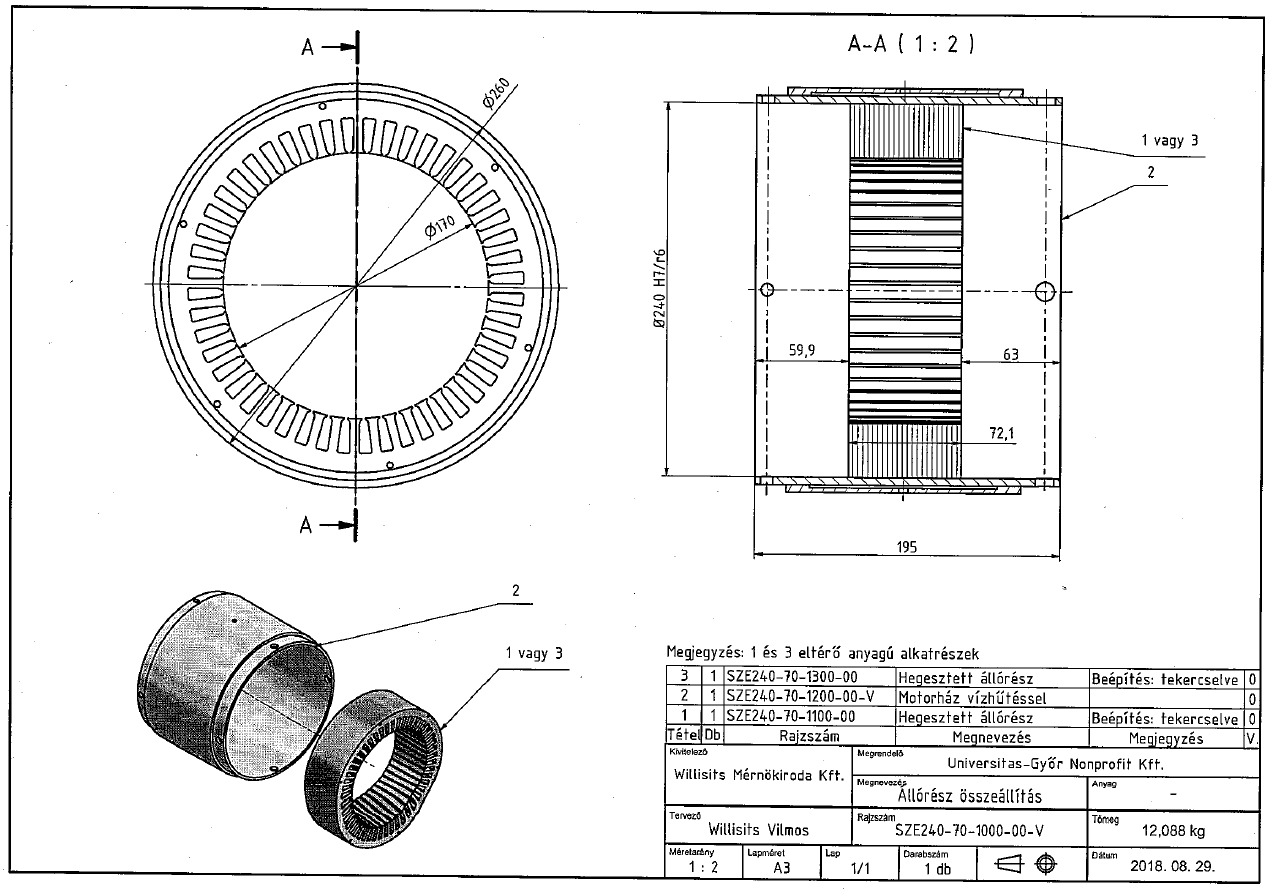 A
A-A ( 1 : 2 )
Ø260
Ø170
A
1 vagy 3
2
Ø240 H7/r6
59,9
63
72,1
195
2
1 vagy 3
Megjegyzés: 1 és 3 eltérő anyagú alkatrészek
3 1 SZE240-70-1300-00 Hegesztett állórész Beépítés: tekercselve 0
2 1 SZE240-70-1200-00-V Motorház vízhűtéssel 0
1 1 SZE240-70-1100-00 Hegesztett állórész Beépítés: tekercselve 0
Tétel Db. Rajzszám Megnevezés Megjegyzés V.
Kivitelező
Willisits Mérnökiroda Kft.
Megrendelő
Universitas-Győr Nonprofit Kft.
Megnevezés
Állórész összeállítás
Anyag
-
Tervező
Willisits Vilmos
Rajzszám
SZE240-70-1000-00-V
Tömeg
12,088 kg
Méretarány
1 : 2
Lapméret
A3
Lap
1/1
Darabszám
1 db
Dátum
2018. 08. 29.